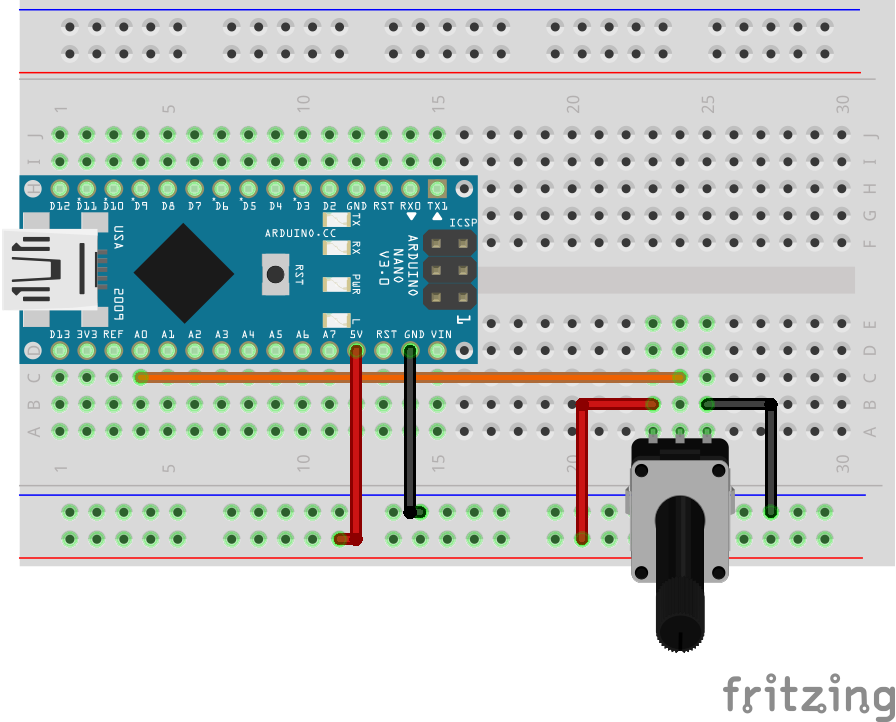 1 5 10 15 20 25 30
J J
I I
H H
D12 D11 D10 D9 D8 D7 D6 D5 D4 D3 D2 GND RST RX0 TX1
G
USA TX ICSP
ARDUINO.CC
F
RX
RST ARDUINO
NANO
V3.0
PWR
2009
L 1
E
D13 3V3 REF A0 A1 A2 A3 A4 A5 A6 A7 5V RST GND VIN
D D
C C
B B
A A
1 5 10 15 20 30
fritzing